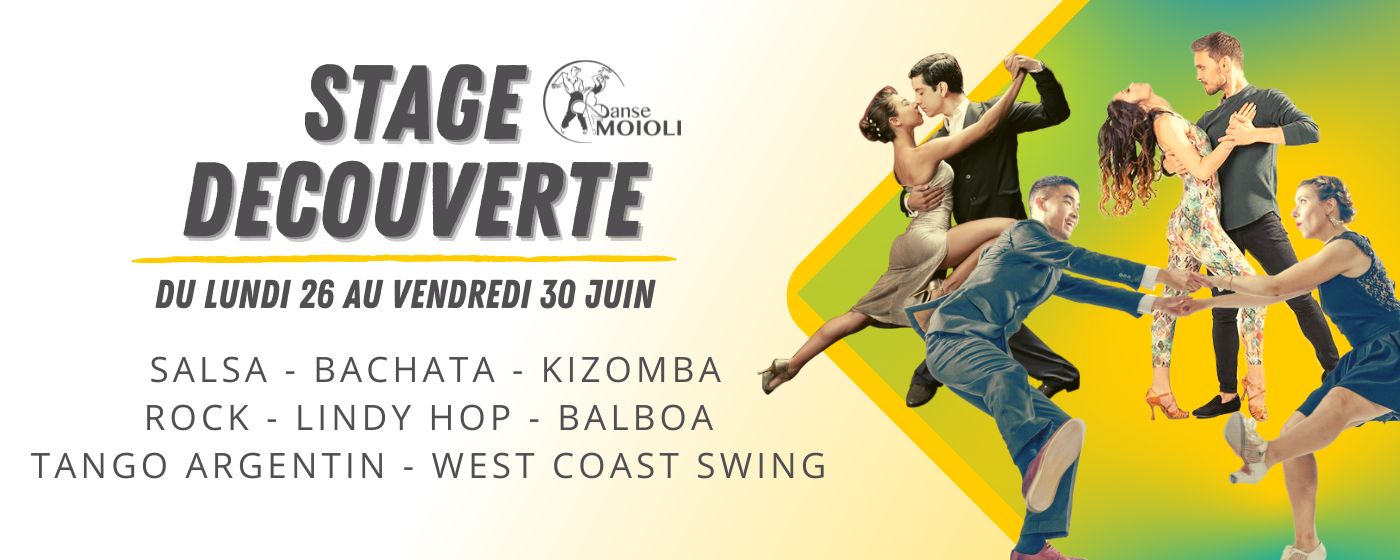 STAGE
Danse
MOIOLI
DECOUVERTE
DU LUNDI 26 AU VENDREDI 30 JUIN
SALSA - BACHATA - KIZOMBA
ROCK - LINDY HOP - BALBOA
TANGO ARGENTIN - WEST COAST SWING